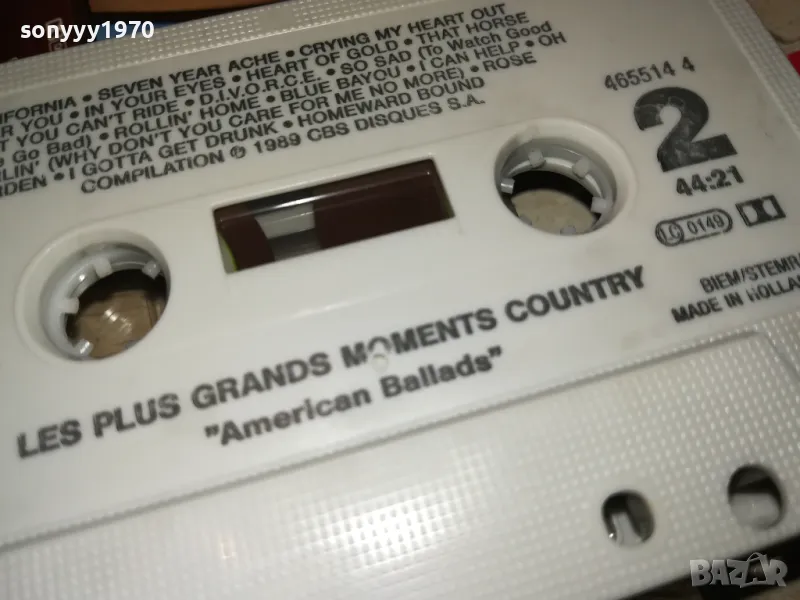 sonyyy1970
IFORNIA • SEVEN YEAR ACHE • CRYING MY HEART OUT
R YOU • IN YOUR EYES • HEART OF GOLD • THAT HORSE
T YOU CAN'T RIDE • D.I.V.O.R.C.E. • SO SAD (To Watch Good
Go Bad) • ROLLIN' HOME • BLUE BAYOU • I CAN HELP • OH
LIN' (WHY DON'T YOU CARE FOR ME NO MORE) • ROSE
DEN • I GOTTA GET DRUNK • HOMEWARD BOUND
COMPILATION ℗ 1989 CBS DISQUES S.A.
465514 4
2
44:21
LC 0149
BIEM/STEMRA
MADE IN HOLLA
LES PLUS GRANDS MOMENTS COUNTRY
"American Ballads"
BAZAR